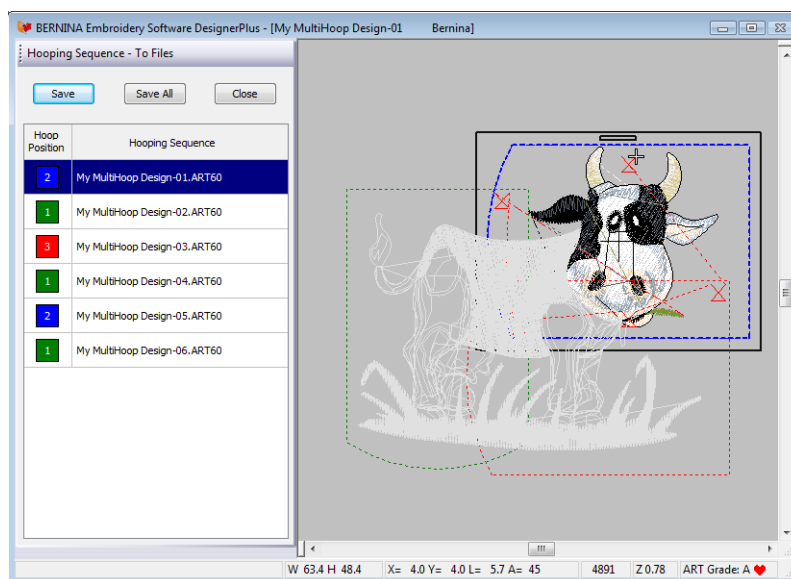 BERNINA Embroidery Software DesignerPlus - [My MultiHoop Design-01 Bernina]
Hooping Sequence - To Files
Save Save All Close
Hoop Position Hooping Sequence
2 My MultiHoop Design-01.ART60
1 My MultiHoop Design-02.ART60
3 My MultiHoop Design-03.ART60
1 My MultiHoop Design-04.ART60
2 My MultiHoop Design-05.ART60
1 My MultiHoop Design-06.ART60
W 63.4 H 48.4 X= 4.0 Y= 4.0 L= 5.7 A= 45 4891 Z 0.78 ART Grade: A